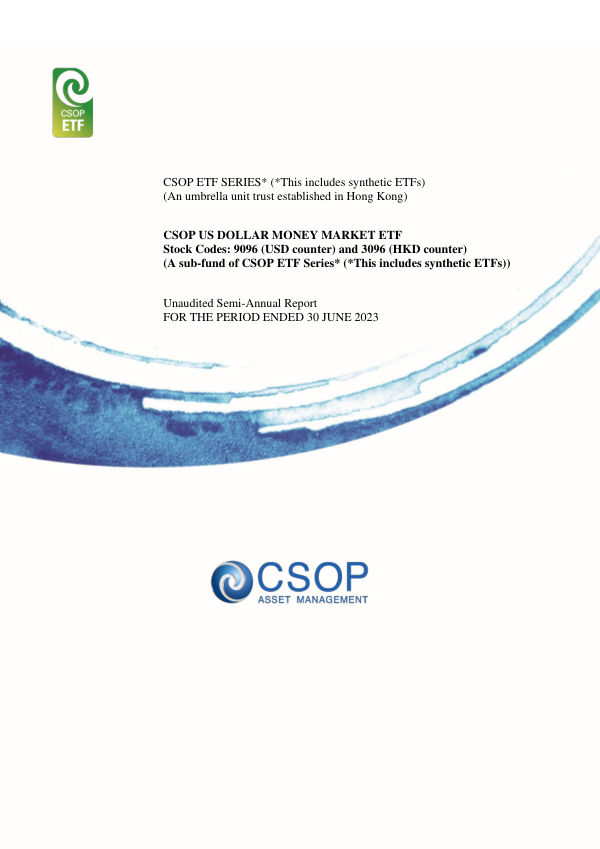 CSOP
ETF
CSOP ETF SERIES* (*This includes synthetic ETFs)
(An umbrella unit trust established in Hong Kong)
CSOP US DOLLAR MONEY MARKET ETF
Stock Codes: 9096 (USD counter) and 3096 (HKD counter)
(A sub-fund of CSOP ETF Series* (*This includes synthetic ETFs))
Unaudited Semi-Annual Report
FOR THE PERIOD ENDED 30 JUNE 2023
CSOP
ASSET MANAGEMENT